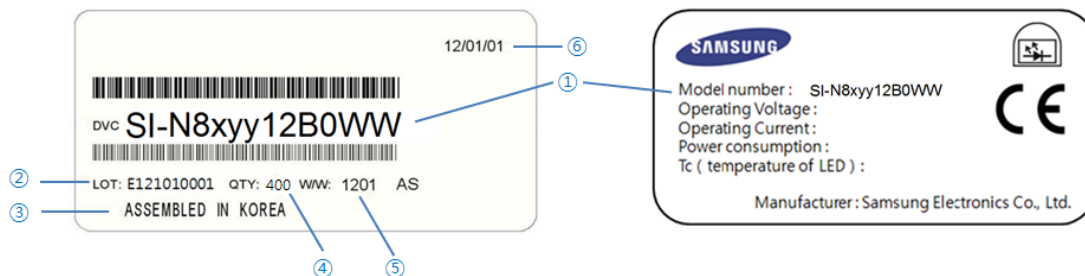 12/01/01 ⑥
①
DVC SI-N8xyy12B0WW
② LOT: E121010001 QTY: 400 W/W: 1201 AS
③ ASSEMBLED IN KOREA
④ ⑤
SAMSUNG
Model number : SI-N8xyy12B0WW
Operating Voltage :
Operating Current :
Power consumption :
Tc ( temperature of LED ) :
CE
Manufacturer : Samsung Electronics Co., Ltd.